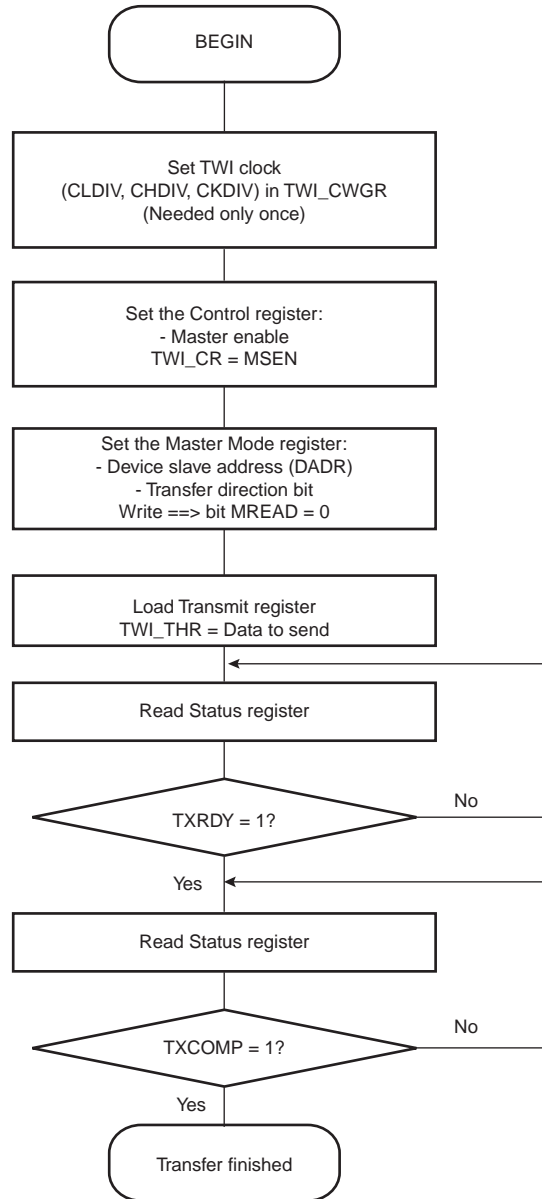 BEGIN
Set TWI clock
(CLDIV, CHDIV, CKDIV) in TWI_CWGR
(Needed only once)
Set the Control register:
- Master enable
TWI_CR = MSEN
Set the Master Mode register:
- Device slave address (DADR)
- Transfer direction bit
Write ==> bit MREAD = 0
Load Transmit register
TWI_THR = Data to send
Read Status register
TXRDY = 1?
No
Yes
Read Status register
TXCOMP = 1?
No
Yes
Transfer finished